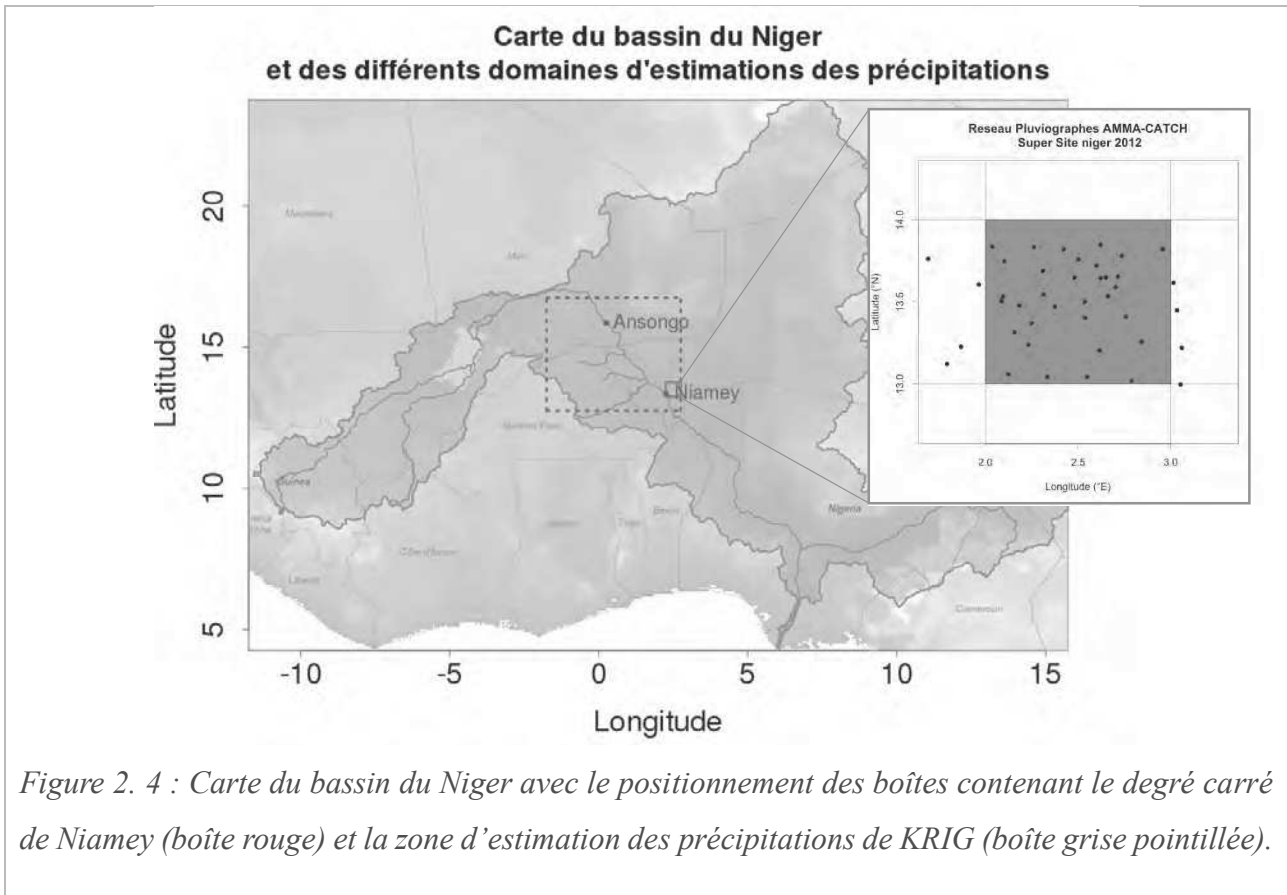 Carte du bassin du Niger
et des différents domaines d'estimations des précipitations
Reseau Pluviographes AMMA-CATCH
Super Site niger 2012
Latitude
20
15
10
5
-10
-5
0
5
10
15
Longitude
Ansongo
Niamey
Mali
Guinea
Burkina Faso
Togo
Benin
Nigeria
Liberia
Cameroun
Latitude (°N)
14.0
13.5
13.0
2.0
2.5
3.0
Longitude (°E)
Figure 2. 4 : Carte du bassin du Niger avec le positionnement des boîtes contenant le degré carré
de Niamey (boîte rouge) et la zone d'estimation des précipitations de KRIG (boîte grise pointillée).